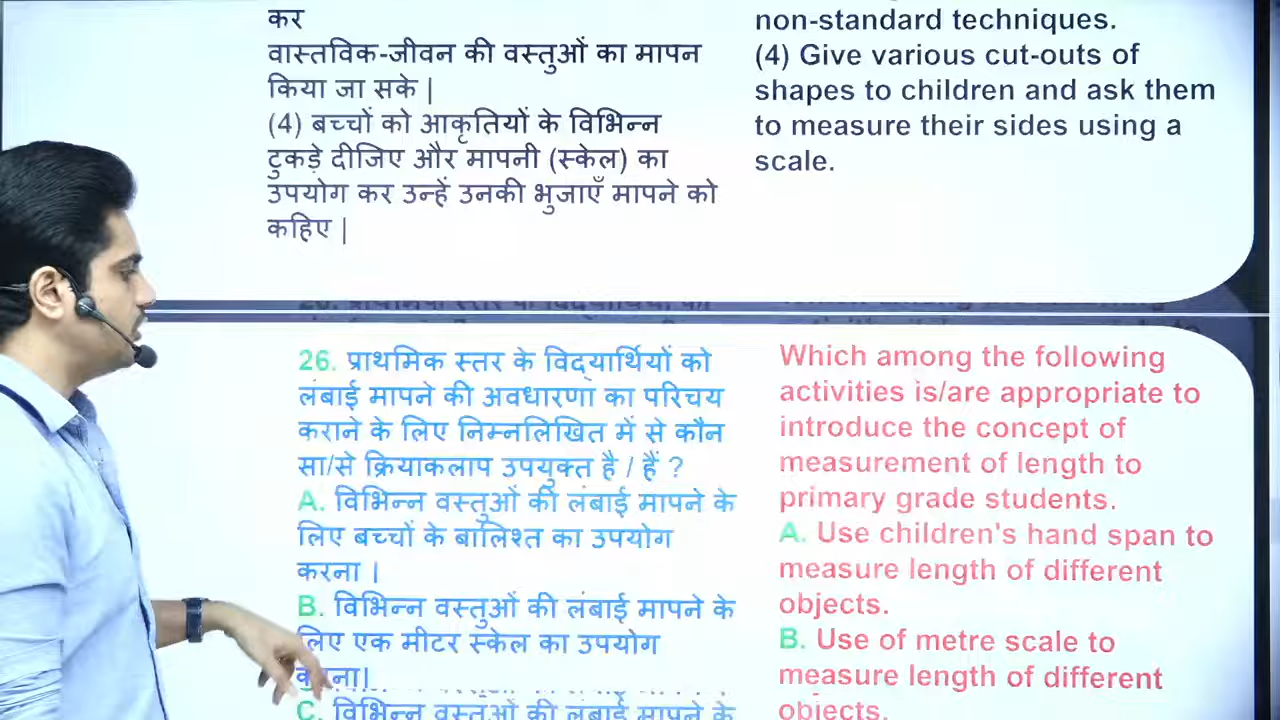 कर
वास्तविक-जीवन की वस्तुओं का मापन
किया जा सके |
(4) बच्चों को आकृतियों के विभिन्न
टुकड़े दीजिए और मापनी (स्केल) का
उपयोग कर उन्हें उनकी भुजाएँ मापने को
कहिए |
non-standard techniques.
(4) Give various cut-outs of
shapes to children and ask them
to measure their sides using a
scale.
26. प्राथमिक स्तर के विद्यार्थियों को
लंबाई मापने की अवधारणा का परिचय
कराने के लिए निम्नलिखित में से कौन
सा/से क्रियाकलाप उपयुक्त है / हैं ?
A. विभिन्न वस्तुओं की लंबाई मापने के
लिए बच्चों के बालिश्त का उपयोग
करना |
B. विभिन्न वस्तुओं की लंबाई मापने के
लिए एक मीटर स्केल का उपयोग
करना|
C. विभिन्न वस्तुओं की लंबाई मापने के
Which among the following
activities is/are appropriate to
introduce the concept of
measurement of length to
primary grade students.
A. Use children's hand span to
measure length of different
objects.
B. Use of metre scale to
measure length of different
objects.